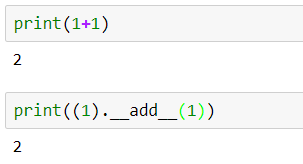 print(1+1)
2
print((1).__add__(1))
2